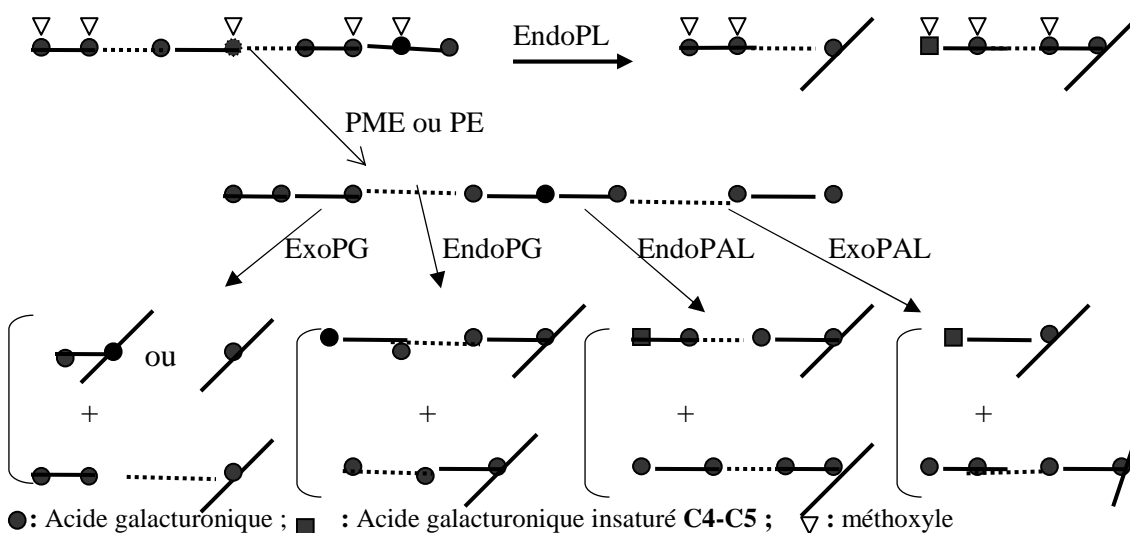 EndoPL
PME ou PE
ExoPG EndoPG EndoPAL ExoPAL
ou
+ + + +
: Acide galacturonique ; : Acide galacturonique insaturé C4-C5 ; : méthoxyle